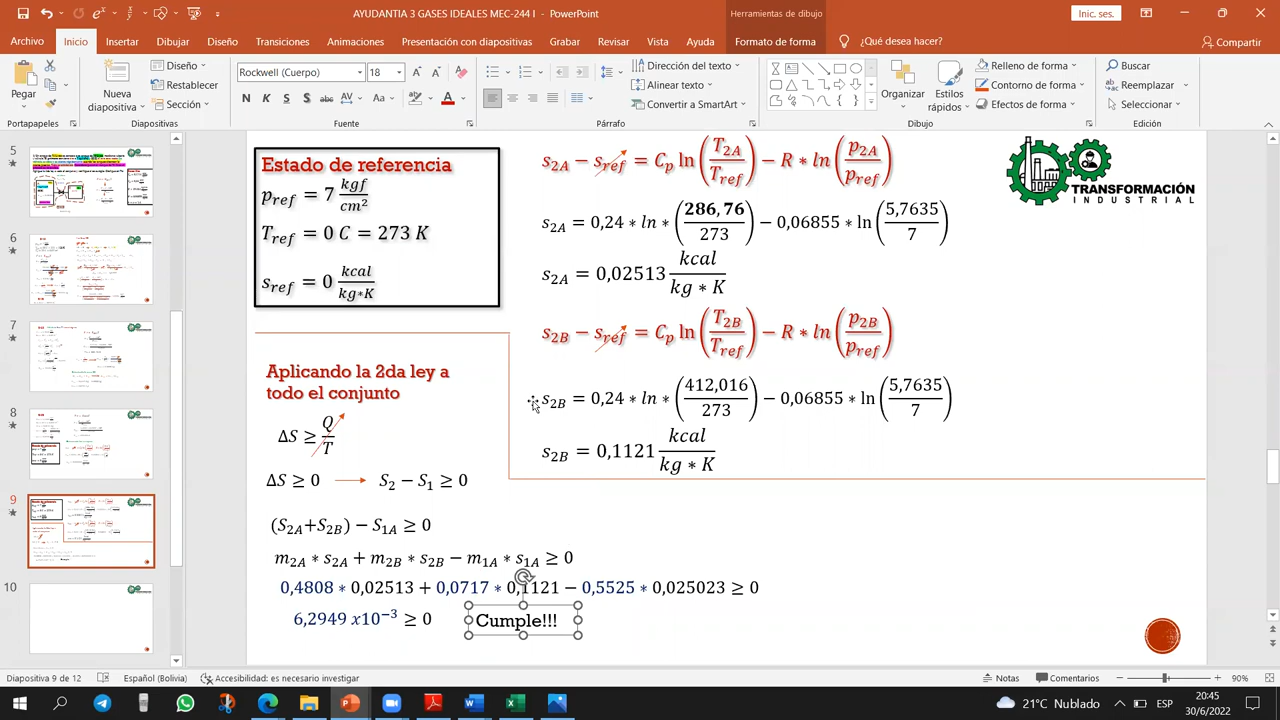 AYUDANTIA 3 GASES IDEALES MEC-244 I - PowerPoint
Herramientas de dibujo
Inic. ses.
Archivo Inicio Insertar Dibujar Diseño Transiciones Animaciones Presentación con diapositivas Grabar Revisar Vista Ayuda Formato de forma ¿Qué desea hacer? Compartir
Pegar
Nueva diapositiva
Diseño
Restablecer
Sección
Rockwell (Cuerpo) 18
N K S S abc AV Aa A
Dirección del texto
Alinear texto
Convertir a SmartArt
Organizar
Estilos rápidos
Relleno de forma
Contorno de forma
Efectos de forma
Buscar
Reemplazar
Seleccionar
Portapapeles Diapositivas Fuente Párrafo Dibujo Edición
5
7
8
9
10
Estado de referencia
p_ref = 7 kgf/cm²
T_ref = 0 C = 273 K
s_ref = 0 kcal/kg*K
s_2A − s_ref = C_p ln(T_2A/T_ref) − R * ln(p_2A/p_ref)
s_2A = 0,24 * ln * (286,76/273) − 0,06855 * ln(5,7635/7)
s_2A = 0,02513 kcal/kg * K
s_2B − s_ref = C_p ln(T_2B/T_ref) − R * ln(p_2B/p_ref)
s_2B = 0,24 * ln * (412,016/273) − 0,06855 * ln(5,7635/7)
s_2B = 0,1121 kcal/kg * K
TRANSFORMACIÓN
INDUSTRIAL
Aplicando la 2da ley a
todo el conjunto
ΔS ≥ Q/T
ΔS ≥ 0 → S_2 − S_1 ≥ 0
(S_2A+S_2B) − S_1A ≥ 0
m_2A * s_2A + m_2B * s_2B − m_1A * s_1A ≥ 0
0,4808 * 0,02513 + 0,0717 * 0,1121 − 0,5525 * 0,025023 ≥ 0
6,2949 x10⁻³ ≥ 0 Cumple!!!
Diapositiva 9 de 12 Español (Bolivia) Accesibilidad: es necesario investigar Notas Comentarios 90%
21°C Nublado ESP 20:45
30/6/2022